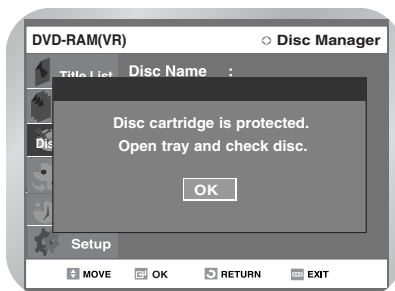 DVD-RAM(VR) Disc Manager
Title List Disc Name :
Disc cartridge is protected.
Dis
Open tray and check disc.
OK
Setup
MOVE OK RETURN EXIT